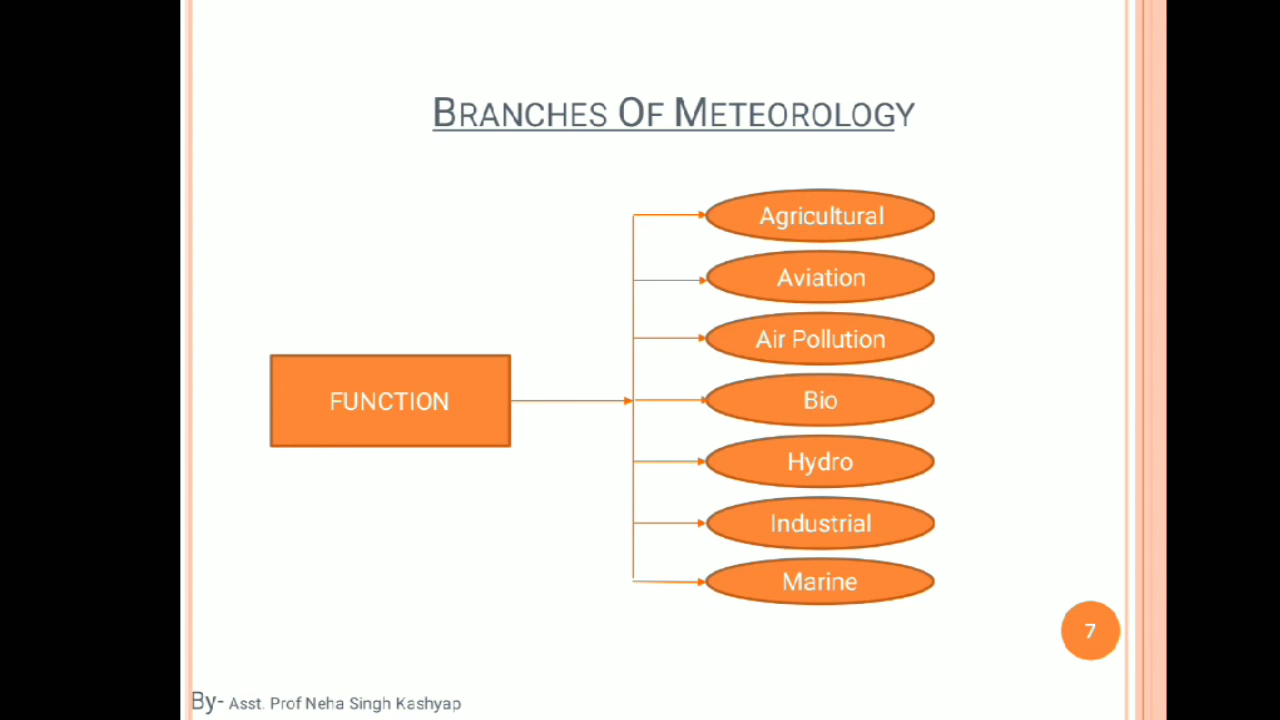 BRANCHES OF METEOROLOGY
Agricultural
Aviation
Air Pollution
FUNCTION
Bio
Hydro
Industrial
Marine
7
By- Asst. Prof Neha Singh Kashyap